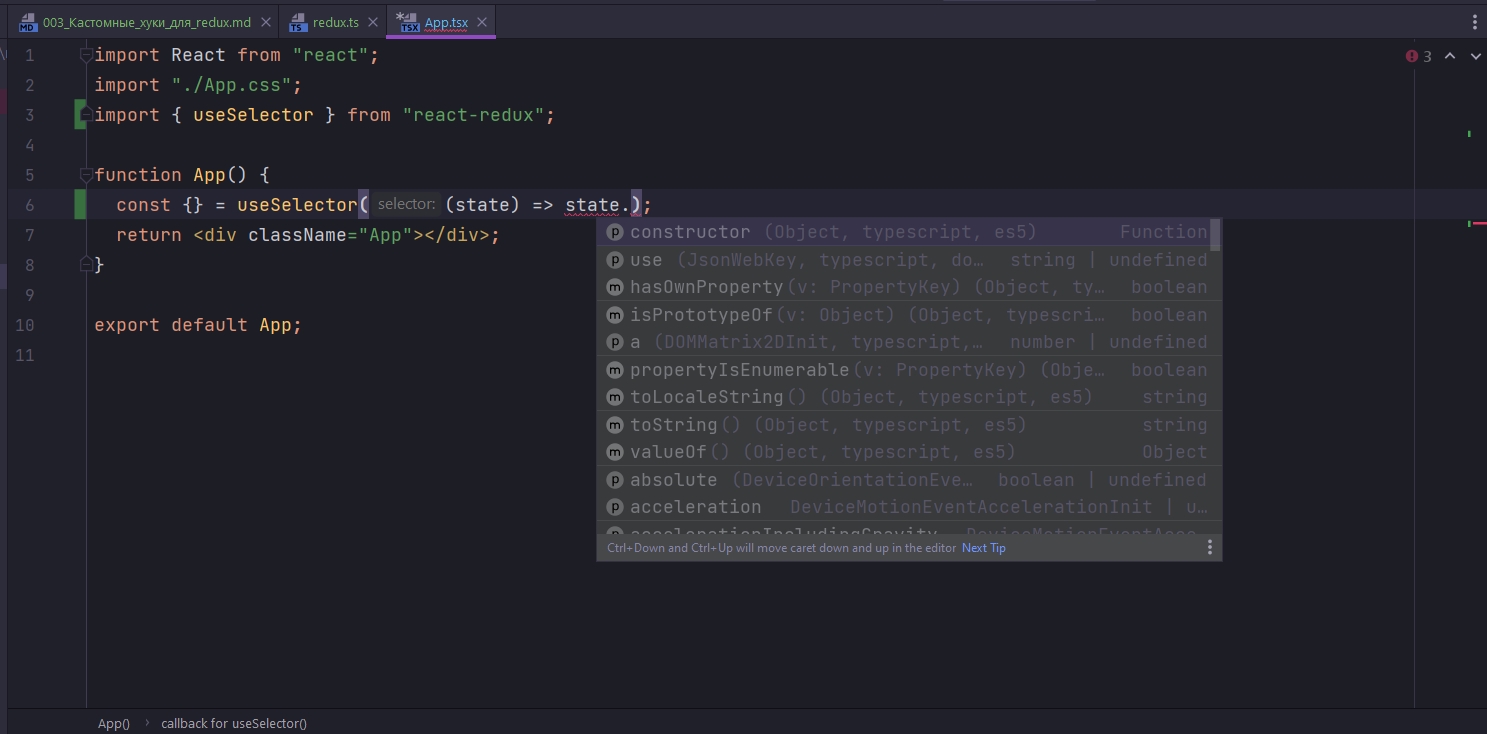 003_Кастомные_хуки_для_redux.md redux.ts App.tsx
1 import React from "react"; 3
2 import "./App.css";
3 import { useSelector } from "react-redux";
4
5 function App() {
6 const {} = useSelector( selector: (state) => state.);
7 return <div className="App"></div>;
8 }
9
10 export default App;
11
constructor (Object, typescript, es5) Function
use (JsonWebKey, typescript, do… string | undefined
hasOwnProperty(v: PropertyKey) (Object, ty… boolean
isPrototypeOf(v: Object) (Object, typescri… boolean
a (DOMMatrix2DInit, typescript,… number | undefined
propertyIsEnumerable(v: PropertyKey) (Obje… boolean
toLocaleString() (Object, typescript, es5) string
toString() (Object, typescript, es5) string
valueOf() (Object, typescript, es5) Object
absolute (DeviceOrientationEve… boolean | undefined
acceleration DeviceMotionEventAccelerationInit | u…
accelerationIncludingGravity DeviceMotionEventAcce…
Ctrl+Down and Ctrl+Up will move caret down and up in the editor Next Tip
App() › callback for useSelector()